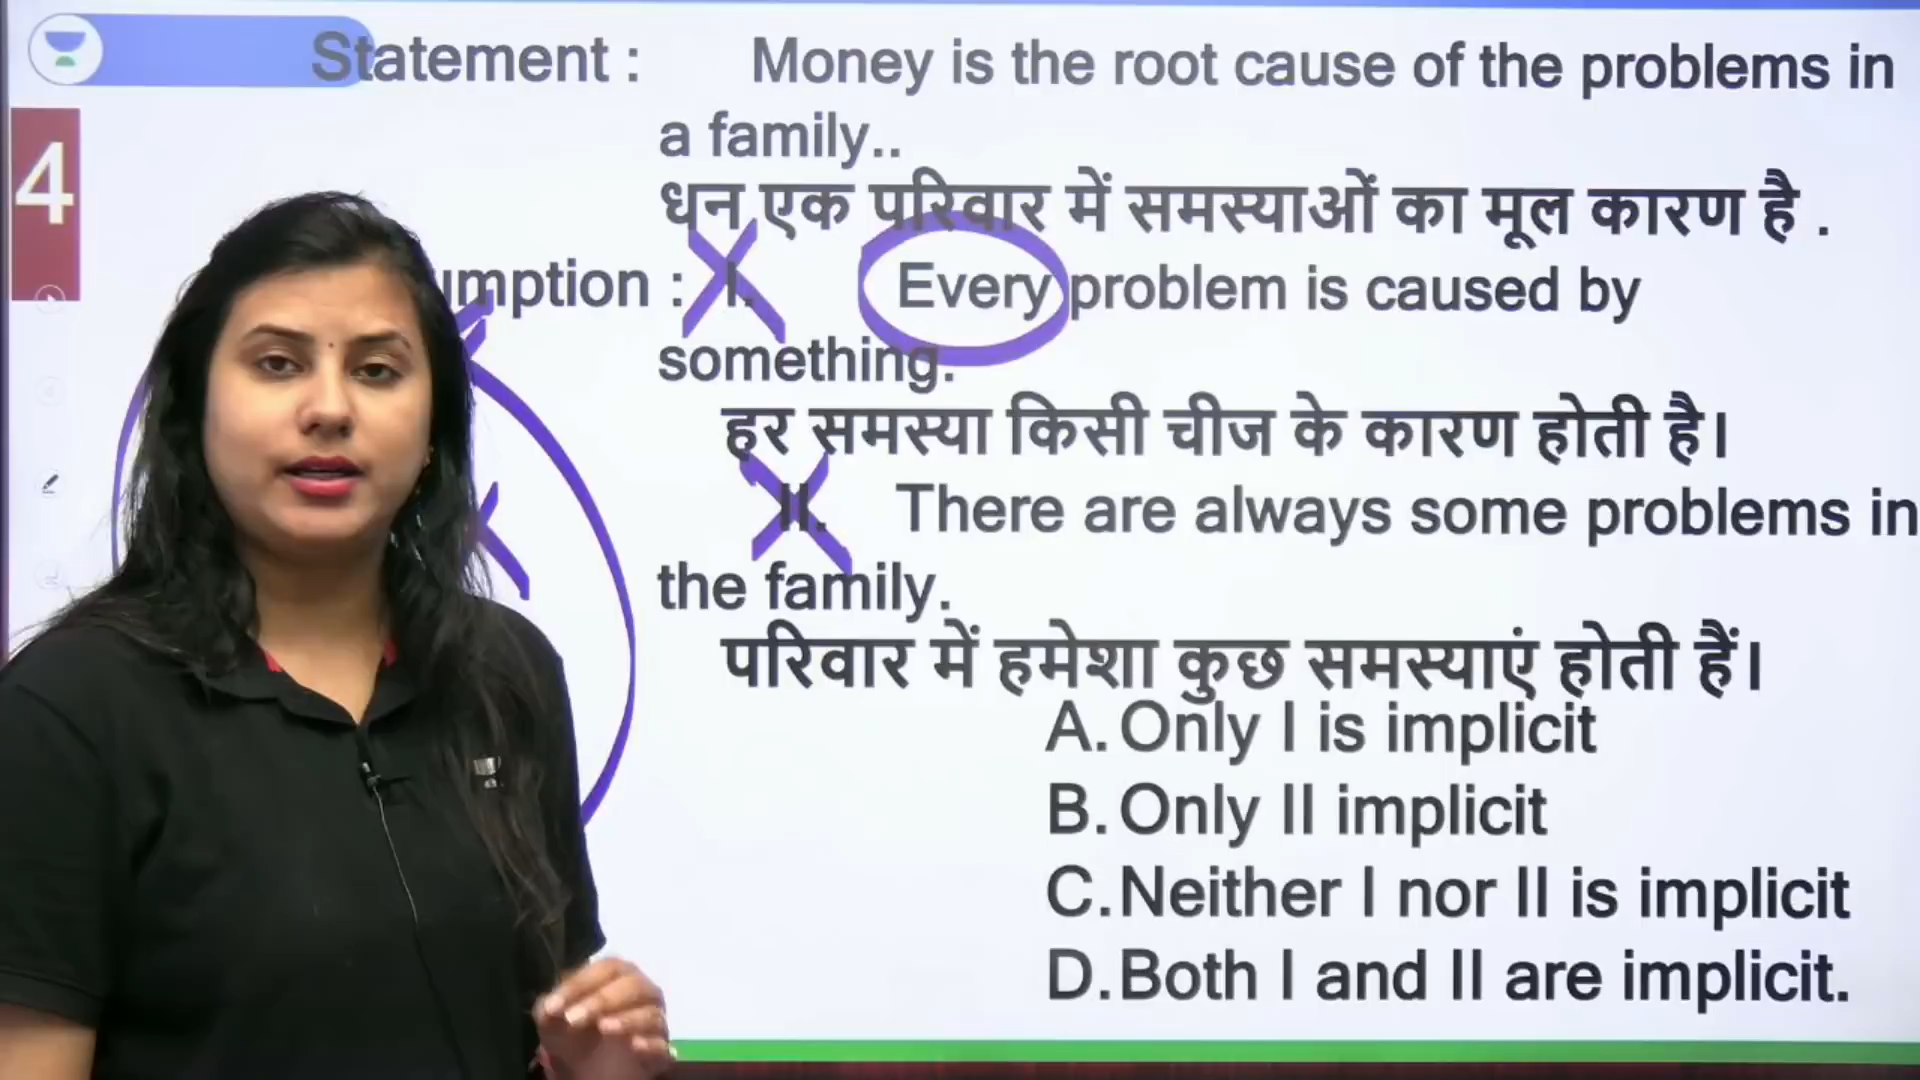 Statement : Money is the root cause of the problems in
a family..
धन एक परिवार में समस्याओं का मूल कारण है .
4
umption : I. Every problem is caused by
something.
हर समस्या किसी चीज के कारण होती है।
II. There are always some problems in
the family.
परिवार में हमेशा कुछ समस्याएं होती हैं।
A. Only I is implicit
B. Only II implicit
C. Neither I nor II is implicit
D. Both I and II are implicit.